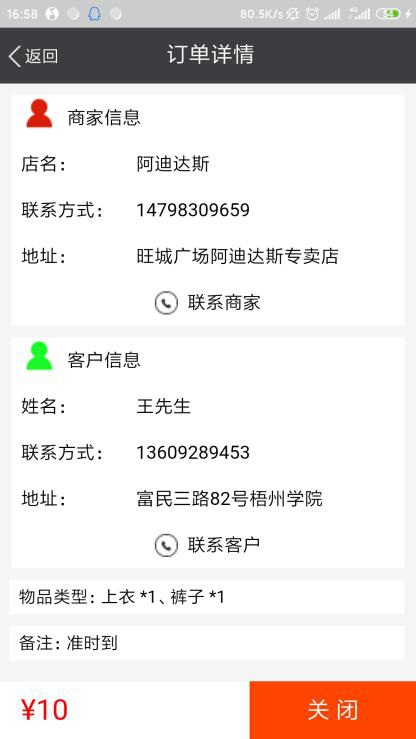 16:58 80.5K/s 4G 54
返回 订单详情
商家信息
店名: 阿迪达斯
联系方式: 14798309659
地址: 旺城广场阿迪达斯专卖店
联系商家
客户信息
姓名: 王先生
联系方式: 13609289453
地址: 富民三路82号梧州学院
联系客户
物品类型: 上衣 *1、裤子 *1
备注: 准时到
¥10 关 闭